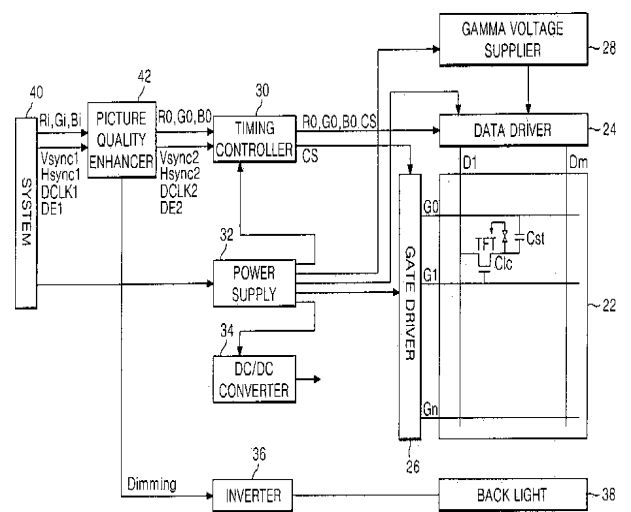 GAMMA VOLTAGE
SUPPLIER
28
40
42
Ri,Gi,Bi
PICTURE
QUALITY
ENHANCER
R0,G0,B0
30
TIMING
CONTROLLER
R0,G0,B0,CS
CS
DATA DRIVER
24
Vsync1
Hsync1
DCLK1
DE1
Vsync2
Hsync2
DCLK2
DE2
SYSTEM
D1
Dm
G0
TFT
Cst
Clc
G1
22
32
POWER
SUPPLY
GATE DRIVER
34
DC/DC
CONVERTER
Gn
26
36
Dimming
INVERTER
BACK LIGHT
38